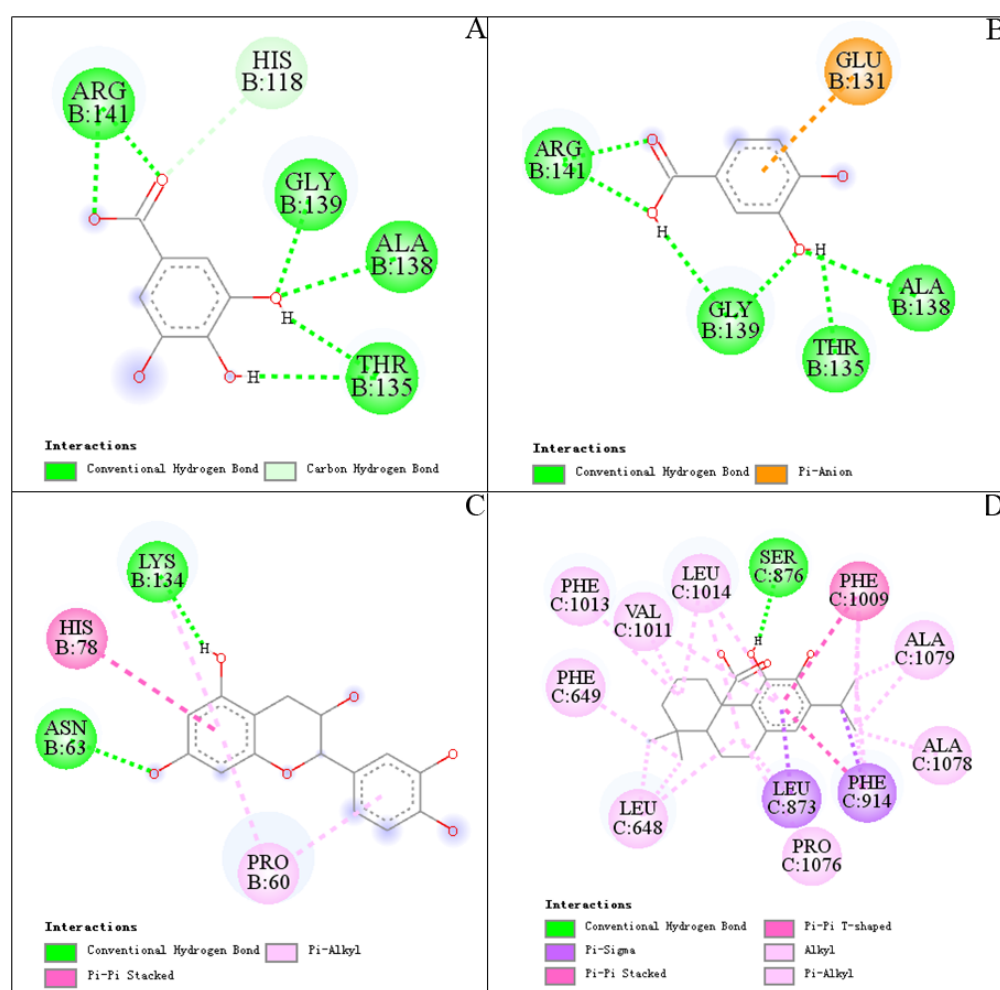 A
HIS
B:118
ARG
B:141
GLY
B:139
ALA
B:138
H
THR
B:135
O
O
O
H
O
O
Interactions
Conventional Hydrogen Bond
Carbon Hydrogen Bond
B
GLU
B:131
ARG
B:141
O
O
O
H
O
H
GLY
B:139
ALA
B:138
THR
B:135
Interactions
Conventional Hydrogen Bond
Pi-Anion
C
LYS
B:134
HIS
B:78
H
O
O
ASN
B:63
O
O
O
O
PRO
B:60
Interactions
Conventional Hydrogen Bond
Pi-Alkyl
Pi-Pi Stacked
D
SER
C:876
LEU
C:1014
PHE
C:1009
PHE
C:1013
VAL
C:1011
ALA
C:1079
H
O
O
O
O
PHE
C:649
ALA
C:1078
LEU
C:873
PHE
C:914
LEU
C:648
PRO
C:1076
Interactions
Conventional Hydrogen Bond
Pi-Pi T-shaped
Pi-Sigma
Alkyl
Pi-Pi Stacked
Pi-Alkyl